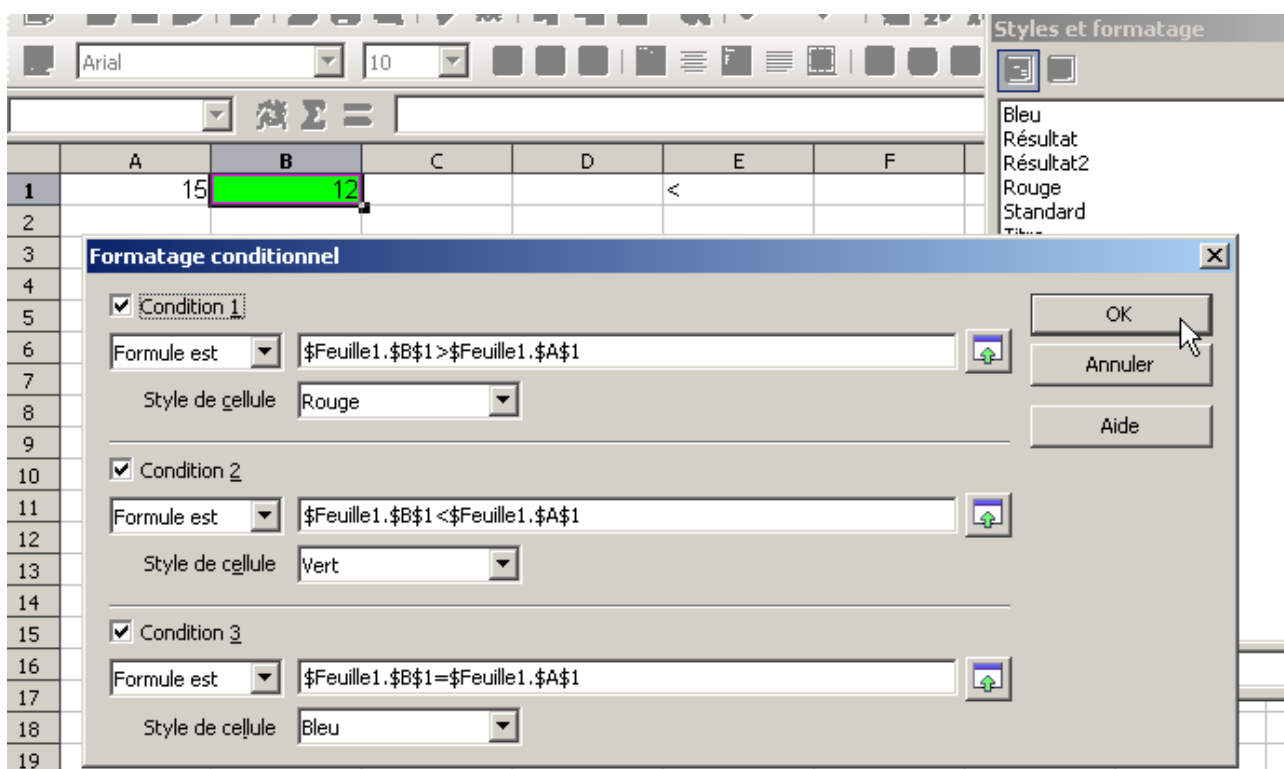 Styles et formatage
Arial 10
Bleu
Résultat
Résultat2
Rouge
Standard
Titre
A B C D E F
1 15 12 <
2
3
4
5
6
7
8
9
10
11
12
13
14
15
16
17
18
19
Formatage conditionnel
Condition 1
Formule est $Feuille1.$B$1>$Feuille1.$A$1
Style de cellule Rouge
Condition 2
Formule est $Feuille1.$B$1<$Feuille1.$A$1
Style de cellule Vert
Condition 3
Formule est $Feuille1.$B$1=$Feuille1.$A$1
Style de cellule Bleu
OK
Annuler
Aide